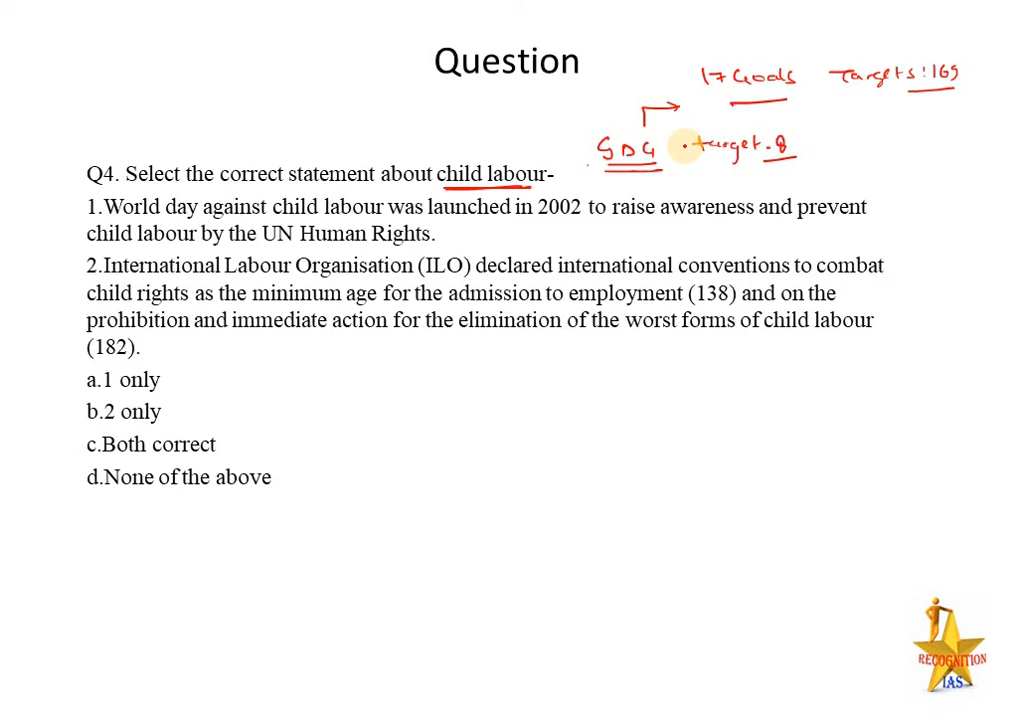 Question
17 Goals Targets: 169
SDG . target - 8
Q4. Select the correct statement about child labour-
1.World day against child labour was launched in 2002 to raise awareness and prevent
child labour by the UN Human Rights.
2.International Labour Organisation (ILO) declared international conventions to combat
child rights as the minimum age for the admission to employment (138) and on the
prohibition and immediate action for the elimination of the worst forms of child labour
(182).
a.1 only
b.2 only
c.Both correct
d.None of the above
RECOGNITION
IAS